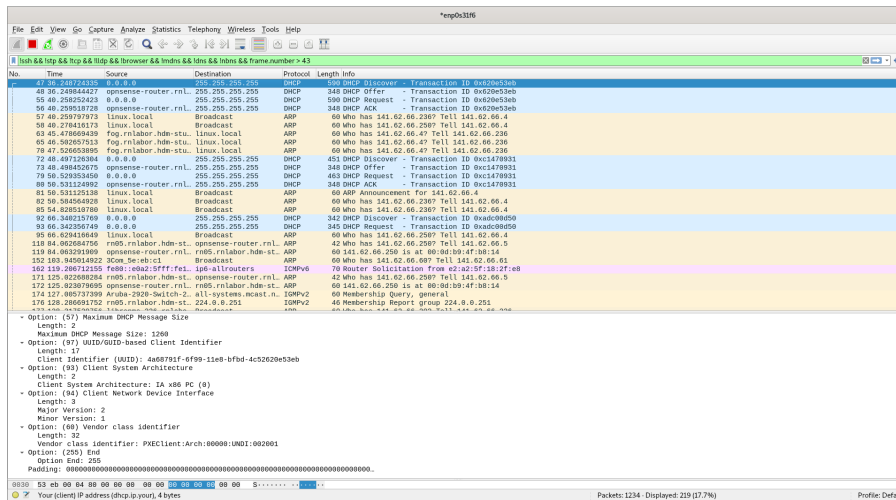 *enp0s31f6
File Edit View Go Capture Analyze Statistics Telephony Wireless Tools Help
!ssh && !stp && !tcp && !lldp && !browser && !mdns && !dns && !nbns && frame.number > 43
No. Time Source Destination Protocol Length Info
47 36.248724335 0.0.0.0 255.255.255.255 DHCP 590 DHCP Discover - Transaction ID 0x620e53eb
48 36.249844427 opnsense-router.rnl… 255.255.255.255 DHCP 348 DHCP Offer - Transaction ID 0x620e53eb
55 40.258252423 0.0.0.0 255.255.255.255 DHCP 590 DHCP Request - Transaction ID 0x620e53eb
56 40.259518728 opnsense-router.rnl… 255.255.255.255 DHCP 348 DHCP ACK - Transaction ID 0x620e53eb
57 40.259797973 linux.local Broadcast ARP 60 Who has 141.62.66.236? Tell 141.62.66.4
58 40.276416173 linux.local Broadcast ARP 60 Who has 141.62.66.250? Tell 141.62.66.4
63 45.478669439 fog.rnlabor.hdm-stu… linux.local ARP 60 Who has 141.62.66.4? Tell 141.62.66.236
65 46.502657513 fog.rnlabor.hdm-stu… linux.local ARP 60 Who has 141.62.66.4? Tell 141.62.66.236
70 47.526653895 fog.rnlabor.hdm-stu… linux.local ARP 60 Who has 141.62.66.4? Tell 141.62.66.236
72 48.497126304 0.0.0.0 255.255.255.255 DHCP 451 DHCP Discover - Transaction ID 0xc1470931
73 48.498452675 opnsense-router.rnl… 255.255.255.255 DHCP 348 DHCP Offer - Transaction ID 0xc1470931
79 50.529353450 0.0.0.0 255.255.255.255 DHCP 463 DHCP Request - Transaction ID 0xc1470931
80 50.531124992 opnsense-router.rnl… 255.255.255.255 DHCP 348 DHCP ACK - Transaction ID 0xc1470931
81 50.531125138 linux.local Broadcast ARP 60 ARP Announcement for 141.62.66.4
82 50.584564928 linux.local Broadcast ARP 60 Who has 141.62.66.236? Tell 141.62.66.4
85 54.828510780 linux.local Broadcast ARP 60 Who has 141.62.66.236? Tell 141.62.66.4
92 66.340215769 0.0.0.0 255.255.255.255 DHCP 342 DHCP Discover - Transaction ID 0xadc00d50
93 66.342356749 0.0.0.0 255.255.255.255 DHCP 345 DHCP Request - Transaction ID 0xadc00d50
95 66.629416649 linux.local Broadcast ARP 60 Who has 141.62.66.250? Tell 141.62.66.4
118 84.062684756 rn05.rnlabor.hdm-st… opnsense-router.rnl… ARP 42 Who has 141.62.66.250? Tell 141.62.66.5
119 84.063291909 opnsense-router.rnl… rn05.rnlabor.hdm-st… ARP 60 141.62.66.250 is at 00:0d:b9:4f:b8:14
152 103.945014922 3Com_5e:eb:c1 Broadcast ARP 60 Who has 141.62.66.60? Tell 141.62.66.61
162 119.206712155 fe80::e0a2:5fff:fe1… ip6-allrouters ICMPv6 70 Router Solicitation from e2:a2:5f:18:2f:e8
171 125.022688284 rn05.rnlabor.hdm-st… opnsense-router.rnl… ARP 42 Who has 141.62.66.250? Tell 141.62.66.5
172 125.023079695 opnsense-router.rnl… rn05.rnlabor.hdm-st… ARP 60 141.62.66.250 is at 00:0d:b9:4f:b8:14
174 127.005737399 Aruba-2920-Switch-2… all-systems.mcast.n… IGMPv2 60 Membership Query, general
176 128.286691752 rn05.rnlabor.hdm-st… 224.0.0.251 IGMPv2 46 Membership Report group 224.0.0.251
Option: (57) Maximum DHCP Message Size
Length: 2
Maximum DHCP Message Size: 1260
Option: (97) UUID/GUID-based Client Identifier
Length: 17
Client Identifier (UUID): 4a68791f-6f99-11e8-bfbd-4c52620e53eb
Option: (93) Client System Architecture
Length: 2
Client System Architecture: IA x86 PC (0)
Option: (94) Client Network Device Interface
Length: 3
Major Version: 2
Minor Version: 1
Option: (60) Vendor class identifier
Length: 32
Vendor class identifier: PXEClient:Arch:00000:UNDI:002001
Option: (255) End
Option End: 255
Padding: 00000000000000000000000000000000000000000000000000000000000000…
0030 53 eb 00 04 80 00 00 00 00 00 00 00 00 00 00 00 S······· ········
Your (client) IP address (dhcp.ip.your), 4 bytes
Packets: 1234 · Displayed: 219 (17.7%)
Profile: Defa